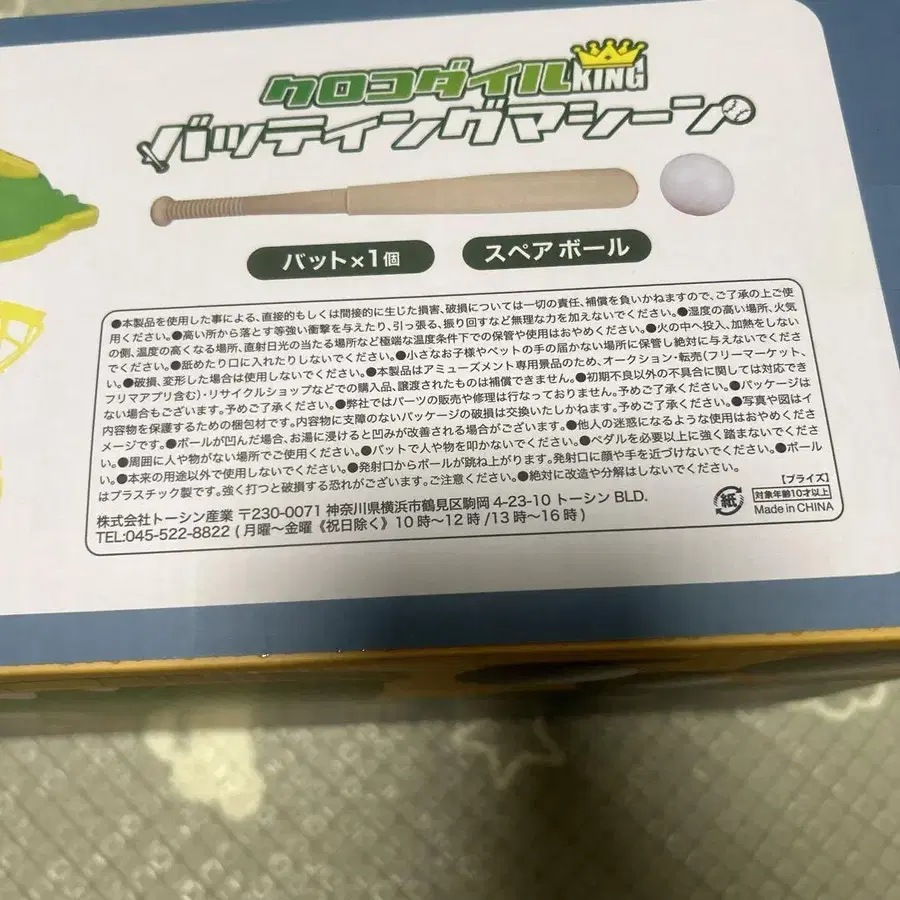 クロコダイルKING
バッティングマシーン
バット×1個
スペアボール
●本製品を使用した事による、直接的もしくは間接的に生じた損害、破損については一切の責任、補償を負いかねますので、ご了承の上ご使
用ください。●高い所から落とす等強い衝撃を与えたり、引っ張る、振り回すなど無理な力を加えないでください。●湿度の高い場所、火気
の側、温度の高くなる場所、直射日光の当たる場所など極端な温度条件下での保管や使用はおやめください。●火の中へ投入、加熱をしない
でください。●舐めたり口に入れたりしないでください。●小さなお子様やペットの手の届かない場所に保管し絶対に与えないでくださ
い。●破損、変形した場合は使用しないでください。●本製品はアミューズメント専用景品のため、オークション・転売(フリーマーケット、
フリマアプリ含む)・リサイクルショップなどでの購入品、譲渡されたものは補償できません。●初期不良以外の不具合に関しては対応でき
ない場合もございます。予めご了承ください。●弊社ではパーツの販売や修理は行なっておりません。予めご了承ください。●パッケージは
内容物を保護するための梱包材です。内容物に支障のないパッケージの破損は交換いたしかねます。予めご了承ください。●写真や図はイ
メージです。●ボールが凹んだ場合、お湯に浸けると凹みが改善される場合がございます。●他人の迷惑になるような使用はおやめくださ
い。●周囲に人や物がない場所でご使用ください。●バットで人や物を叩かないでください。●ペダルを必要以上に強く踏まないでくださ
い。●本来の用途以外で使用しないでください。●発射口からボールが跳ね上がります。発射口に顔や手を近づけないでください。●ボール
はプラスチック製です。強く打つと破損する恐れがございます。ご注意ください。●絶対に改造や分解はしないでください。
株式会社トーシン産業 〒230-0071 神奈川県横浜市鶴見区駒岡 4-23-10 トーシン BLD.
TEL:045-522-8822 (月曜〜金曜《祝日除く》10時〜12時/13時〜16時)
紙
【プライズ】
対象年齢10才以上
Made in CHINA